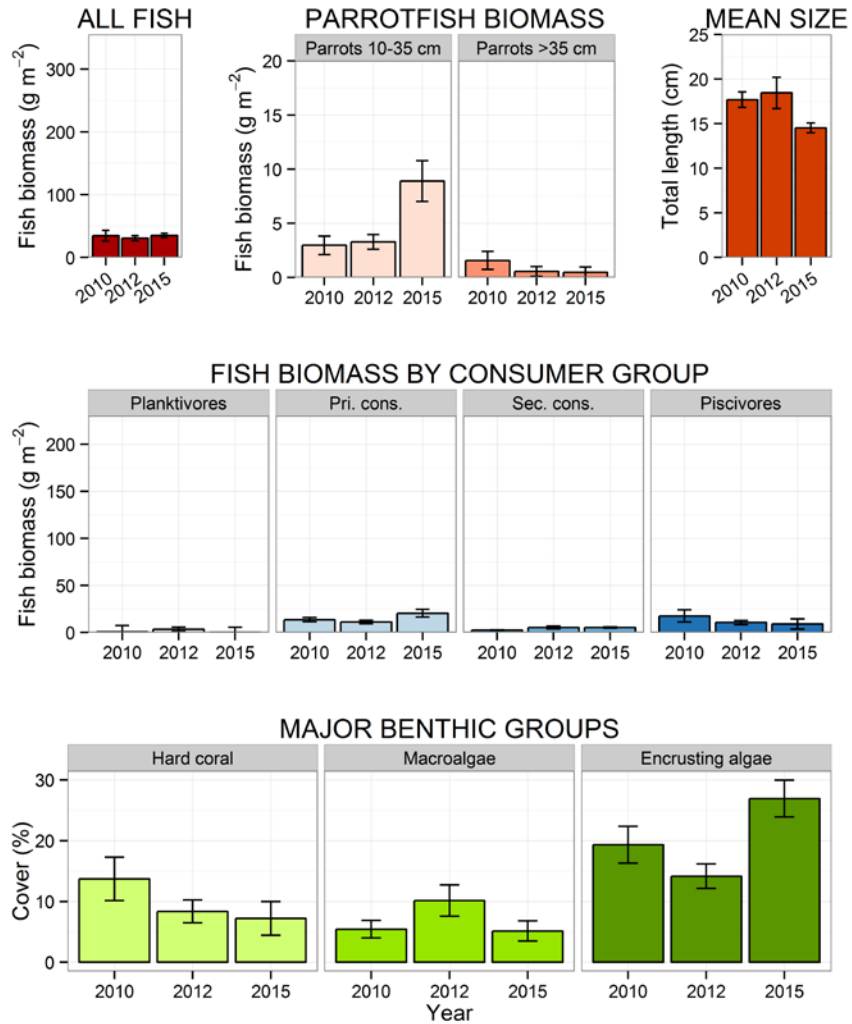 ALL FISH
Fish biomass (g m−2)
300
200
100
0
2010 2012 2015
PARROTFISH BIOMASS
Parrots 10-35 cm Parrots >35 cm
Fish biomass (g m−2)
20
15
10
5
0
2010 2012 2015 2010 2012 2015
MEAN SIZE
Total length (cm)
25
20
15
10
5
0
2010 2012 2015
FISH BIOMASS BY CONSUMER GROUP
Planktivores Pri. cons. Sec. cons. Piscivores
Fish biomass (g m−2)
200
150
100
50
0
2010 2012 2015 2010 2012 2015 2010 2012 2015 2010 2012 2015
MAJOR BENTHIC GROUPS
Hard coral Macroalgae Encrusting algae
Cover (%)
30
20
10
0
2010 2012 2015 2010 2012 2015 2010 2012 2015
Year